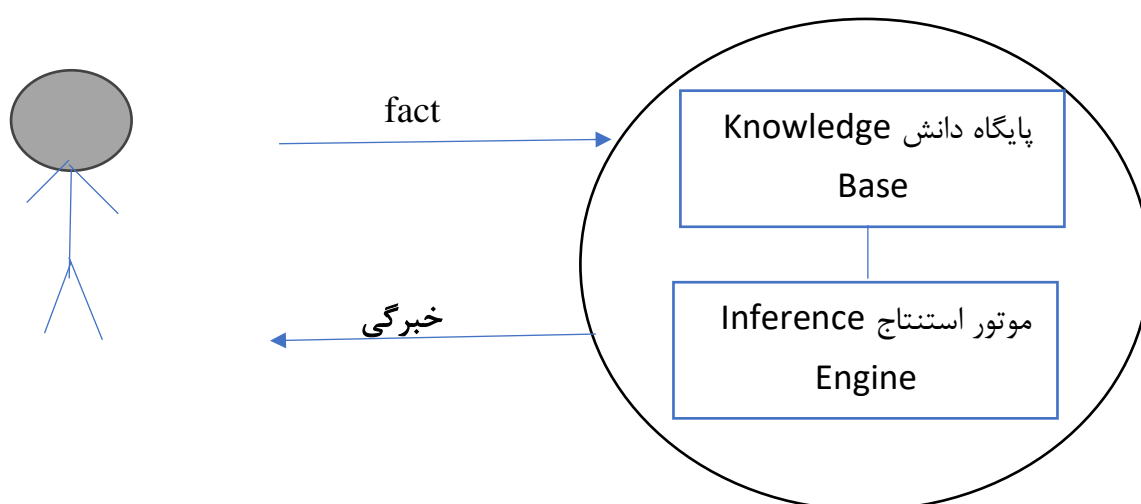 fact
پایگاه دانش Knowledge
Base
خبرگی
موتور استنتاج Inference
Engine